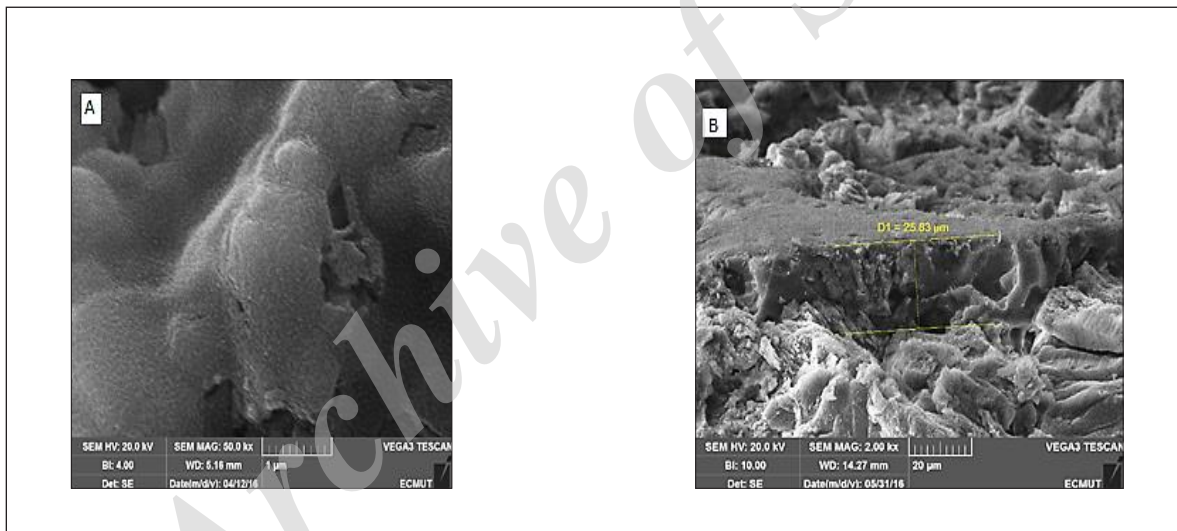 Archive of S
A
SEM HV: 20.0 kV SEM MAG: 50.0 kx VEGA3 TESCAN
BI: 4.00 WD: 5.16 mm 1 µm
Det: SE Date(m/d/y): 04/12/16 ECMUT
B
D1 = 25.83 µm
SEM HV: 20.0 kV SEM MAG: 2.00 kx VEGA3 TESCAN
BI: 10.00 WD: 14.27 mm 20 µm
Det: SE Date(m/d/y): 05/31/16 ECMUT